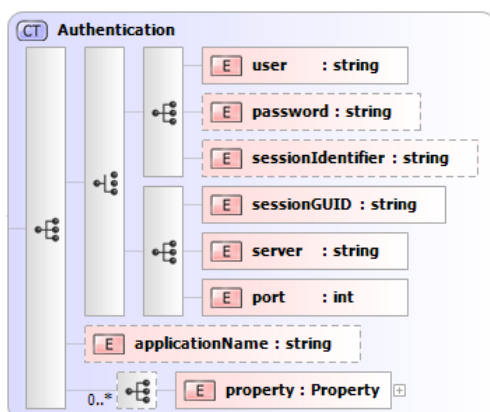 CT Authentication
E user : string
E password : string
E sessionIdentifier : string
E sessionGUID : string
E server : string
E port : int
E applicationName : string
0..* E property : Property